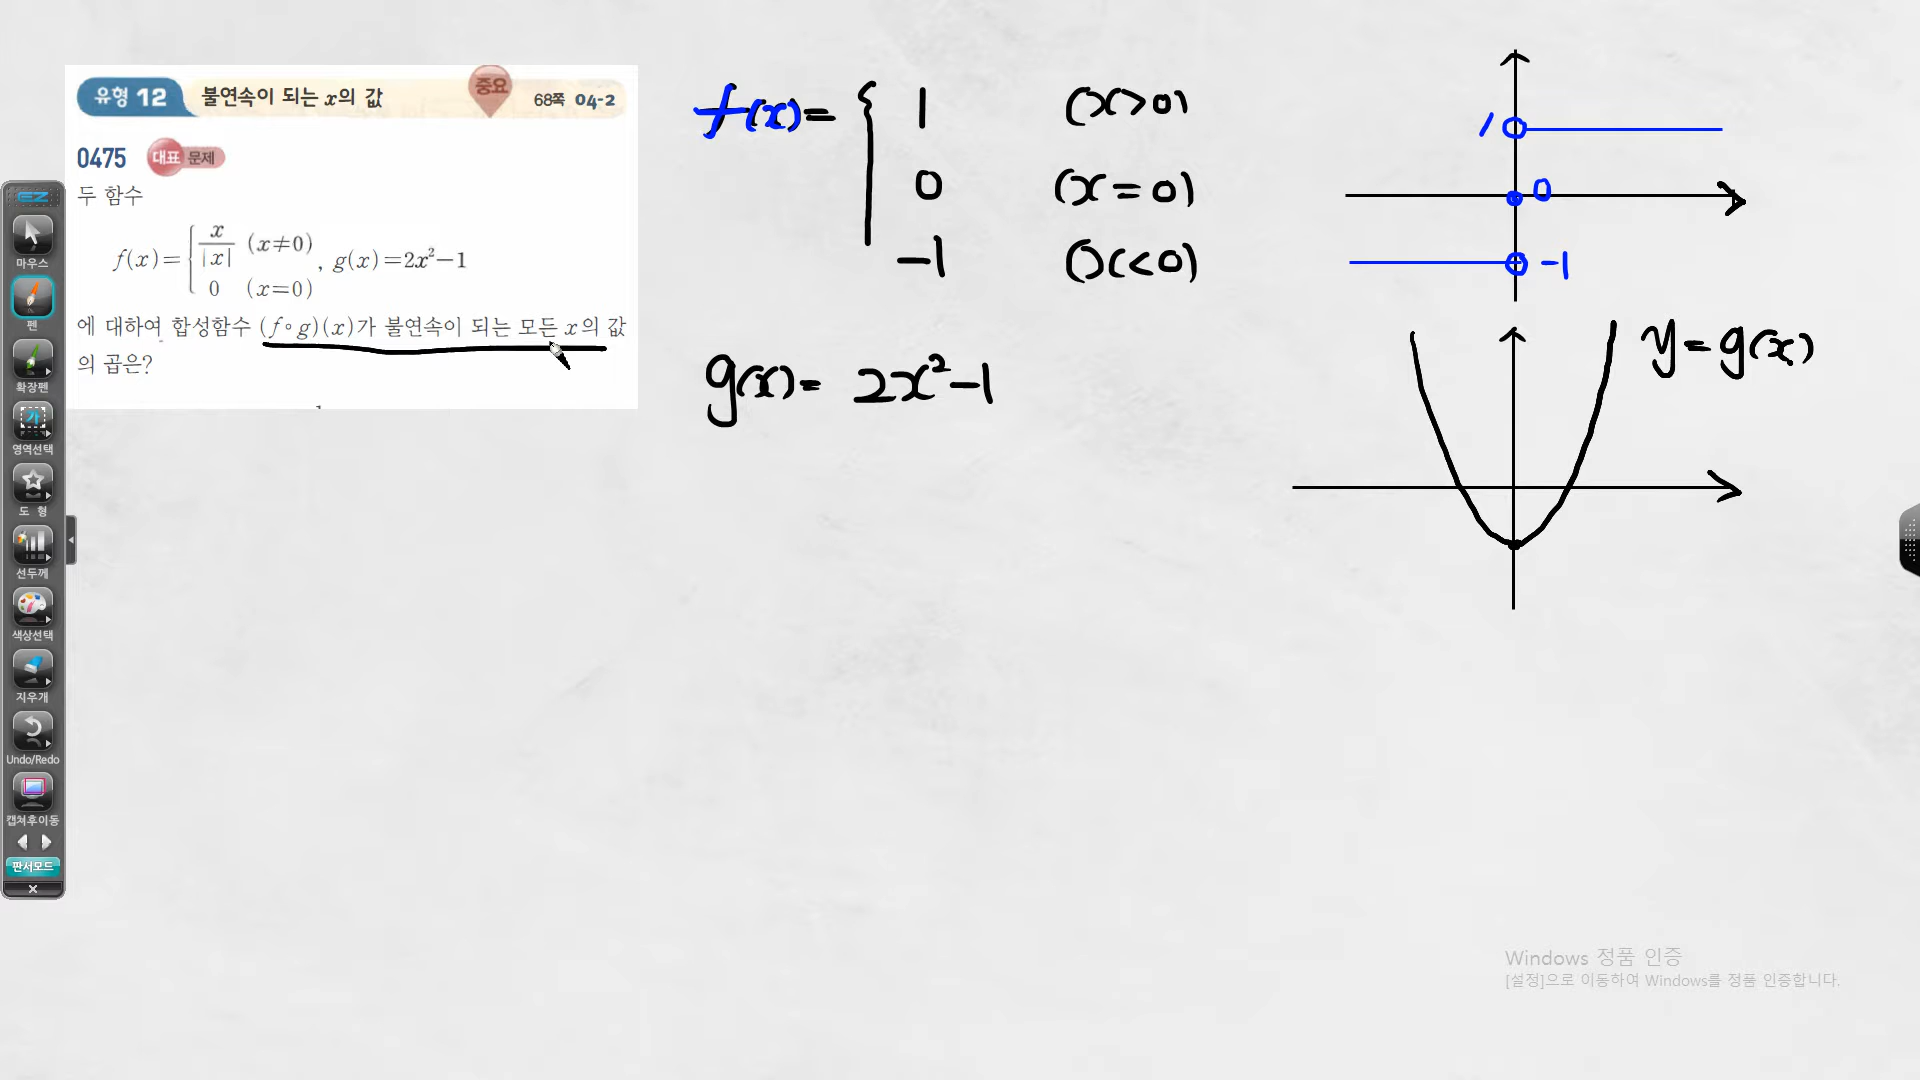 유형 12 불연속이 되는 x의 값 중요 68쪽 04-2
0475 대표 문제
두 함수
f(x)={ x/|x| (x≠0), 0 (x=0) , g(x)=2x²-1
에 대하여 합성함수 (f∘g)(x)가 불연속이 되는 모든 x의 값
의 곱은?
f(x)= { 1 (x>0)
0 (x=0)
-1 (x<0)
g(x)= 2x²-1
1
0
-1
y=g(x)
EZ
마우스
펜
확장펜
가
영역선택
도 형
선두께
색상선택
지우개
Undo/Redo
캡쳐후이동
판서모드
x
Windows 정품 인증
[설정]으로 이동하여 Windows를 정품 인증합니다.